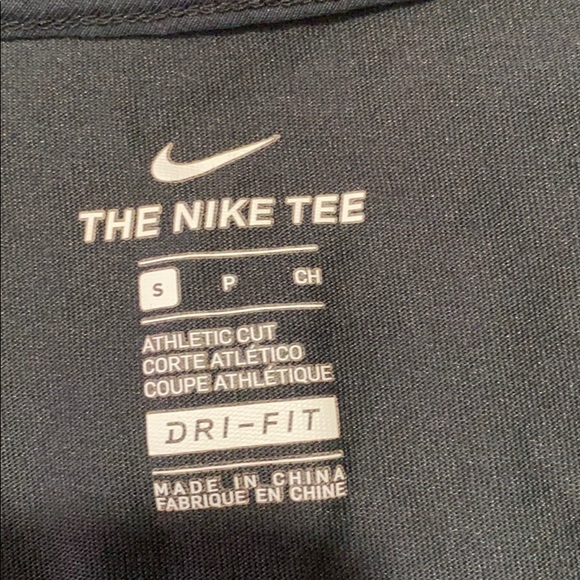 THE NIKE TEE
S P CH
ATHLETIC CUT
CORTE ATLÉTICO
COUPE ATHLÉTIQUE
DRI-FIT
MADE IN CHINA
FABRIQUE EN CHINE